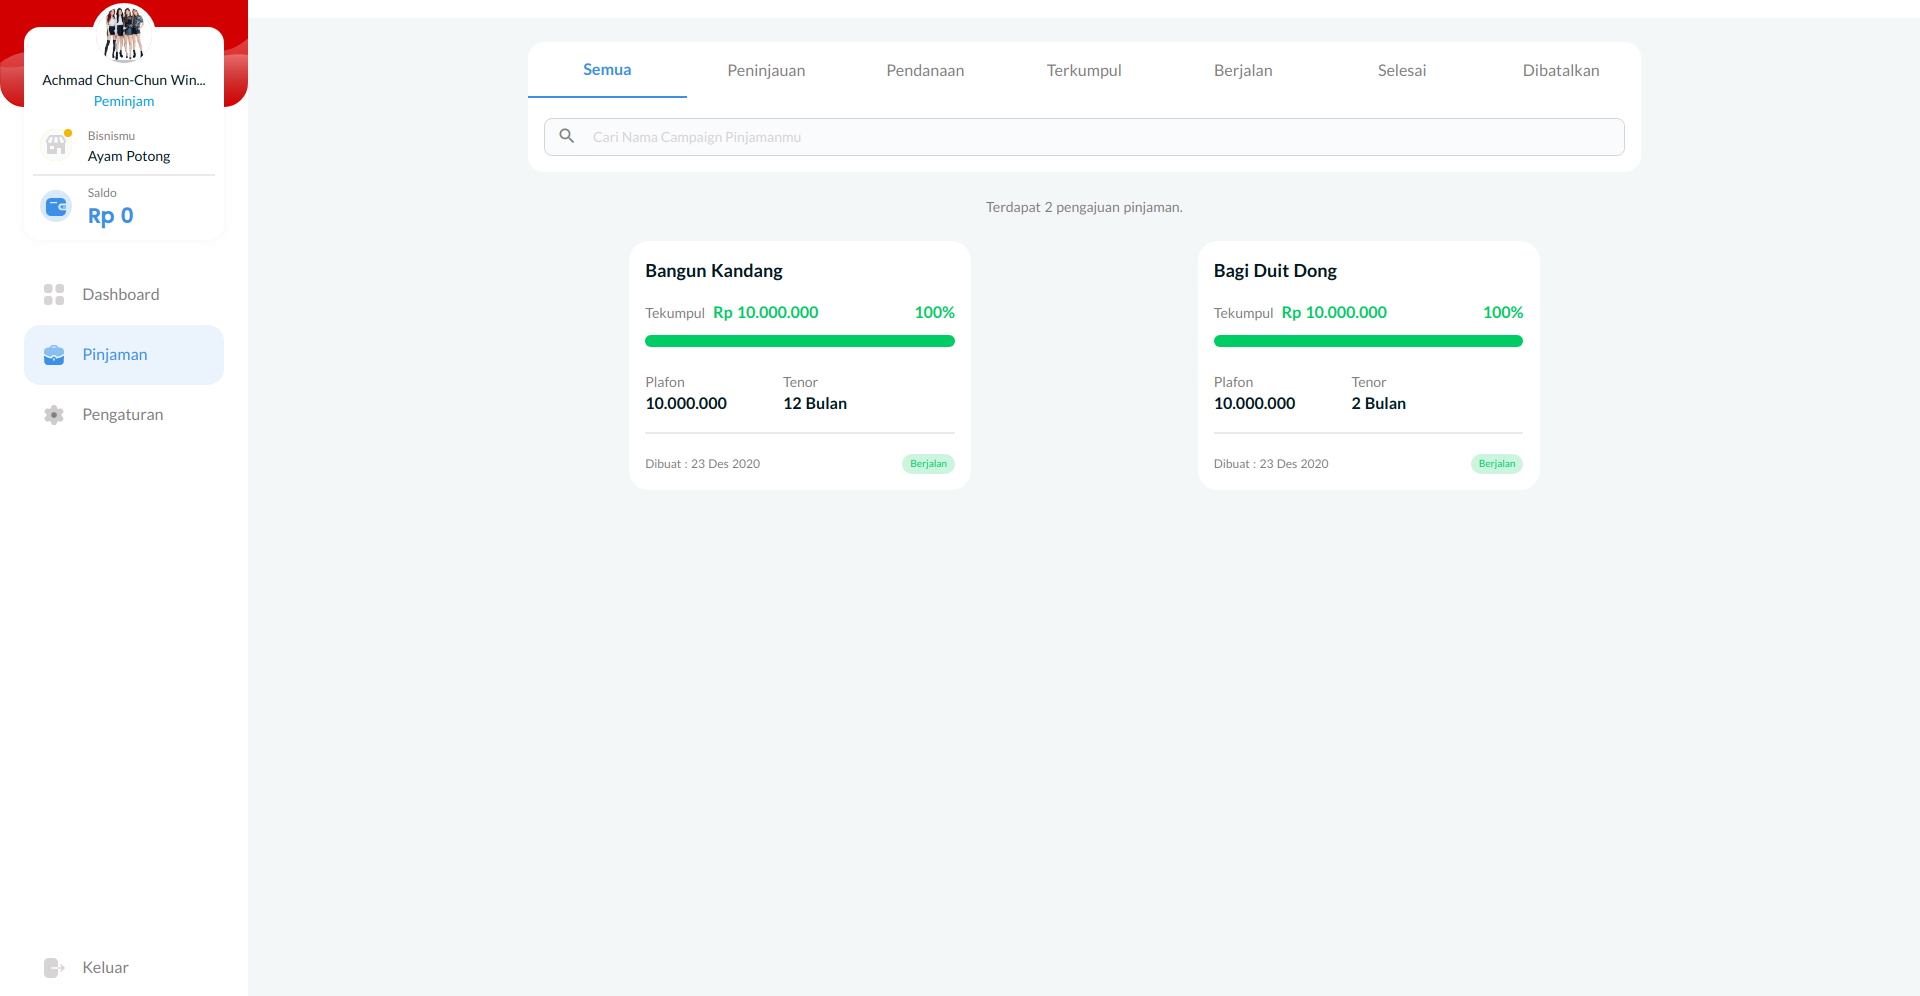 Achmad Chun-Chun Win...
Peminjam
Bisnismu
Ayam Potong
Saldo
Rp 0
Dashboard
Pinjaman
Pengaturan
Keluar
Semua Peninjauan Pendanaan Terkumpul Berjalan Selesai Dibatalkan
Cari Nama Campaign Pinjamanmu
Terdapat 2 pengajuan pinjaman.
Bangun Kandang
Tekumpul Rp 10.000.000 100%
Plafon Tenor
10.000.000 12 Bulan
Dibuat : 23 Des 2020 Berjalan
Bagi Duit Dong
Tekumpul Rp 10.000.000 100%
Plafon Tenor
10.000.000 2 Bulan
Dibuat : 23 Des 2020 Berjalan